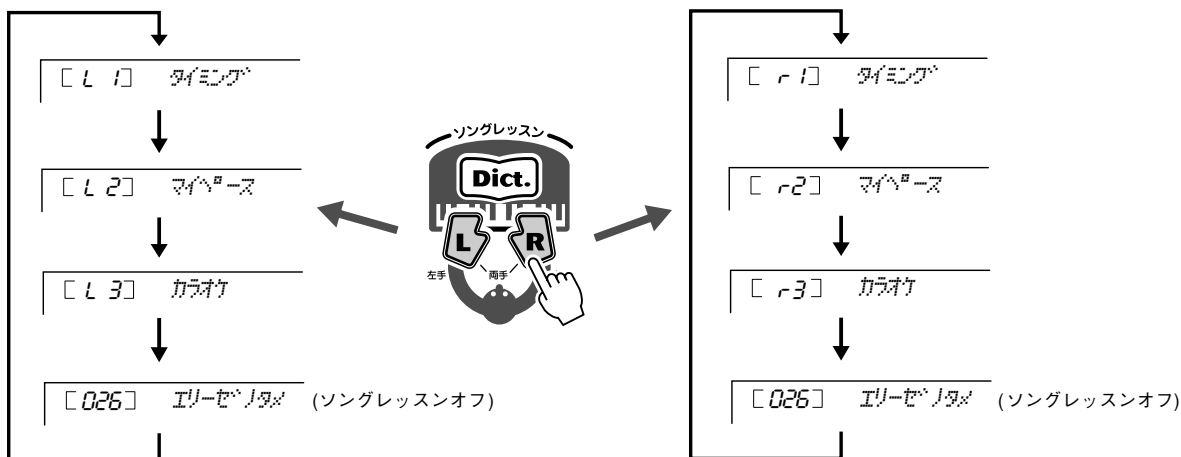 [L 1] タイミング
[L 2] マイペース
[L 3] カラオケ
[026] エリーゼノタメ (ソングレッスンオフ)
ソングレッスン
Dict.
L R
左手 両手
[ r1] タイミング
[ r2] マイペース
[ r3] カラオケ
[026] エリーゼノタメ (ソングレッスンオフ)